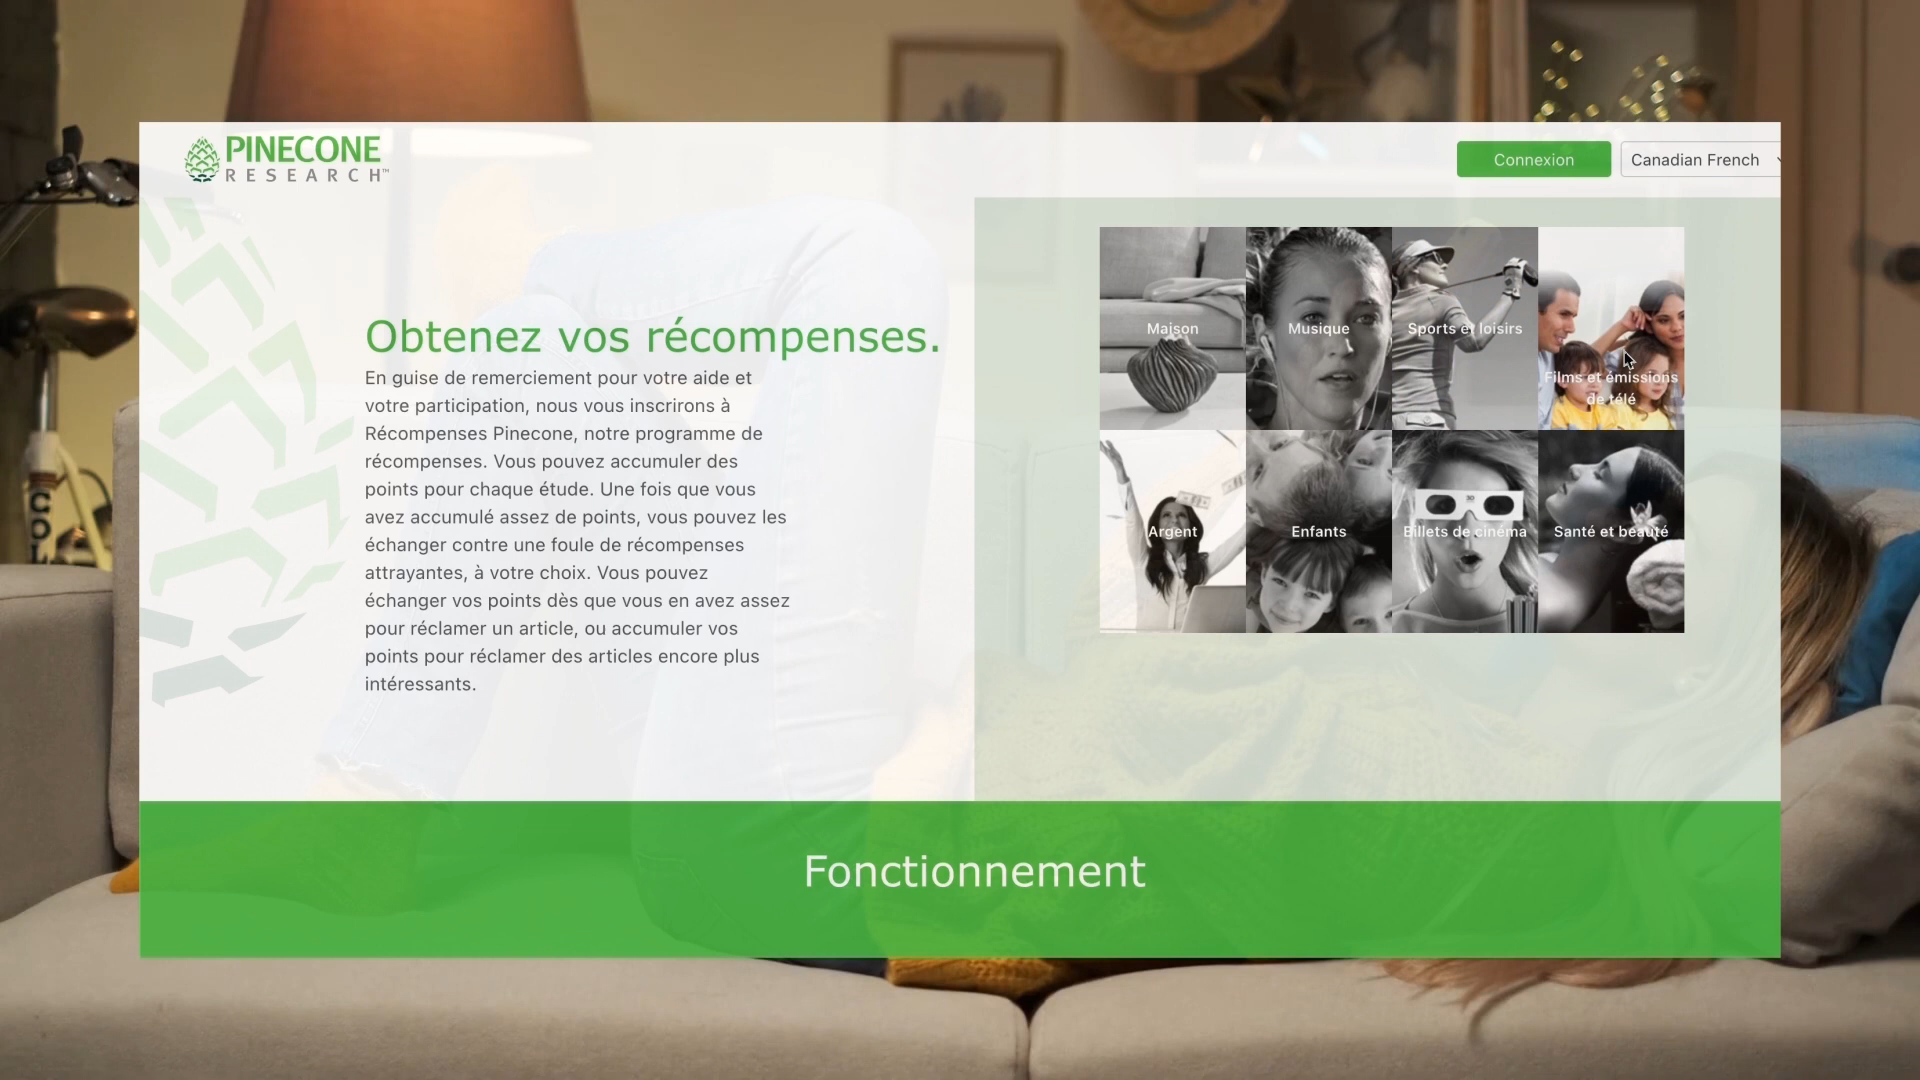 PINECONE
RESEARCH™
Connexion
Canadian French
Obtenez vos récompenses.
En guise de remerciement pour votre aide et
votre participation, nous vous inscrirons à
Récompenses Pinecone, notre programme de
récompenses. Vous pouvez accumuler des
points pour chaque étude. Une fois que vous
avez accumulé assez de points, vous pouvez les
échanger contre une foule de récompenses
attrayantes, à votre choix. Vous pouvez
échanger vos points dès que vous en avez assez
pour réclamer un article, ou accumuler vos
points pour réclamer des articles encore plus
intéressants.
Maison
Musique
Sports et loisirs
Films et émissions
de télé
Argent
Enfants
Billets de cinéma
Santé et beauté
Fonctionnement